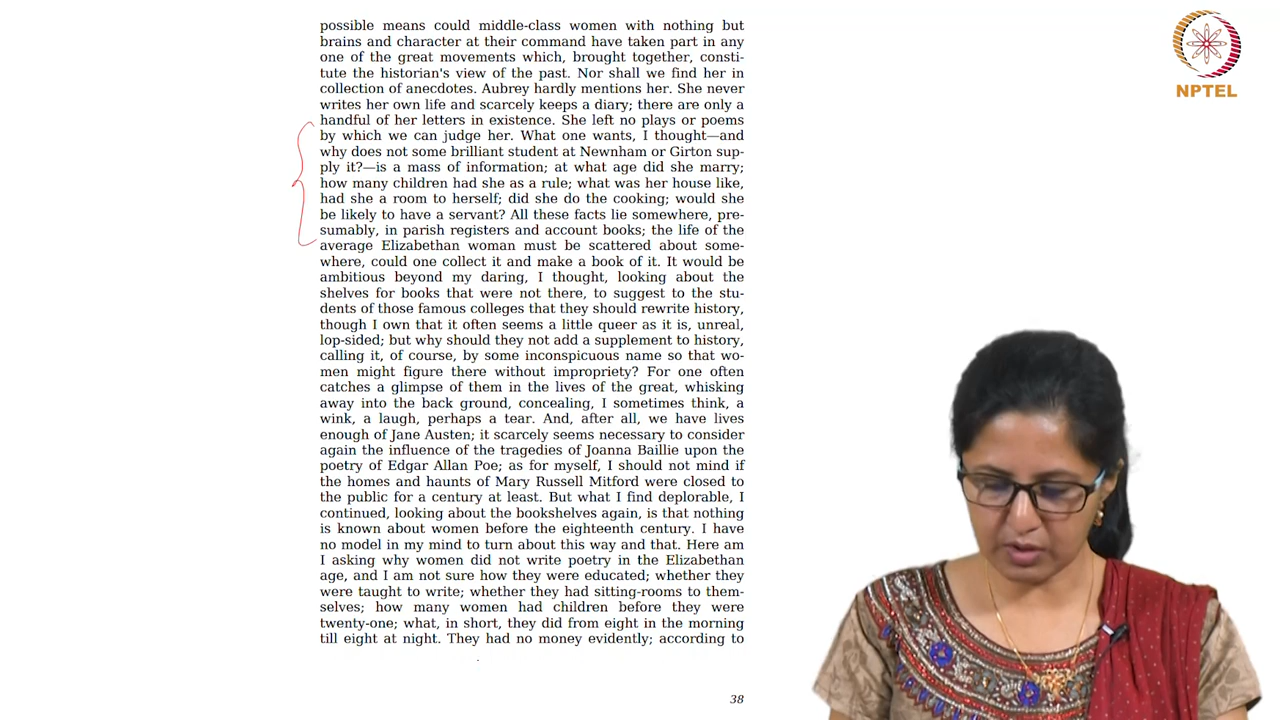 possible means could middle-class women with nothing but
brains and character at their command have taken part in any
one of the great movements which, brought together, consti-
tute the historian's view of the past. Nor shall we find her in
collection of anecdotes. Aubrey hardly mentions her. She never
writes her own life and scarcely keeps a diary; there are only a
handful of her letters in existence. She left no plays or poems
by which we can judge her. What one wants, I thought—and
why does not some brilliant student at Newnham or Girton sup-
ply it?—is a mass of information; at what age did she marry;
how many children had she as a rule; what was her house like,
had she a room to herself; did she do the cooking; would she
be likely to have a servant? All these facts lie somewhere, pre-
sumably, in parish registers and account books; the life of the
average Elizabethan woman must be scattered about some-
where, could one collect it and make a book of it. It would be
ambitious beyond my daring, I thought, looking about the
shelves for books that were not there, to suggest to the stu-
dents of those famous colleges that they should rewrite history,
though I own that it often seems a little queer as it is, unreal,
lop-sided; but why should they not add a supplement to history,
calling it, of course, by some inconspicuous name so that wo-
men might figure there without impropriety? For one often
catches a glimpse of them in the lives of the great, whisking
away into the back ground, concealing, I sometimes think, a
wink, a laugh, perhaps a tear. And, after all, we have lives
enough of Jane Austen; it scarcely seems necessary to consider
again the influence of the tragedies of Joanna Baillie upon the
poetry of Edgar Allan Poe; as for myself, I should not mind if
the homes and haunts of Mary Russell Mitford were closed to
the public for a century at least. But what I find deplorable, I
continued, looking about the bookshelves again, is that nothing
is known about women before the eighteenth century. I have
no model in my mind to turn about this way and that. Here am
I asking why women did not write poetry in the Elizabethan
age, and I am not sure how they were educated; whether they
were taught to write; whether they had sitting-rooms to them-
selves; how many women had children before they were
twenty-one; what, in short, they did from eight in the morning
till eight at night. They had no money evidently; according to
38
NPTEL